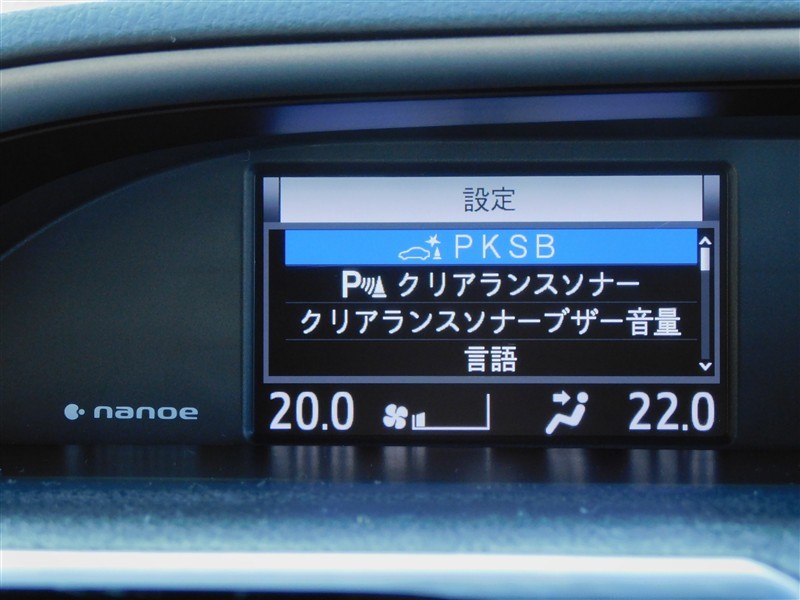 設定
PKSB
P クリアランスソナー
クリアランスソナーブザー音量
言語
20.0 22.0
nanoe